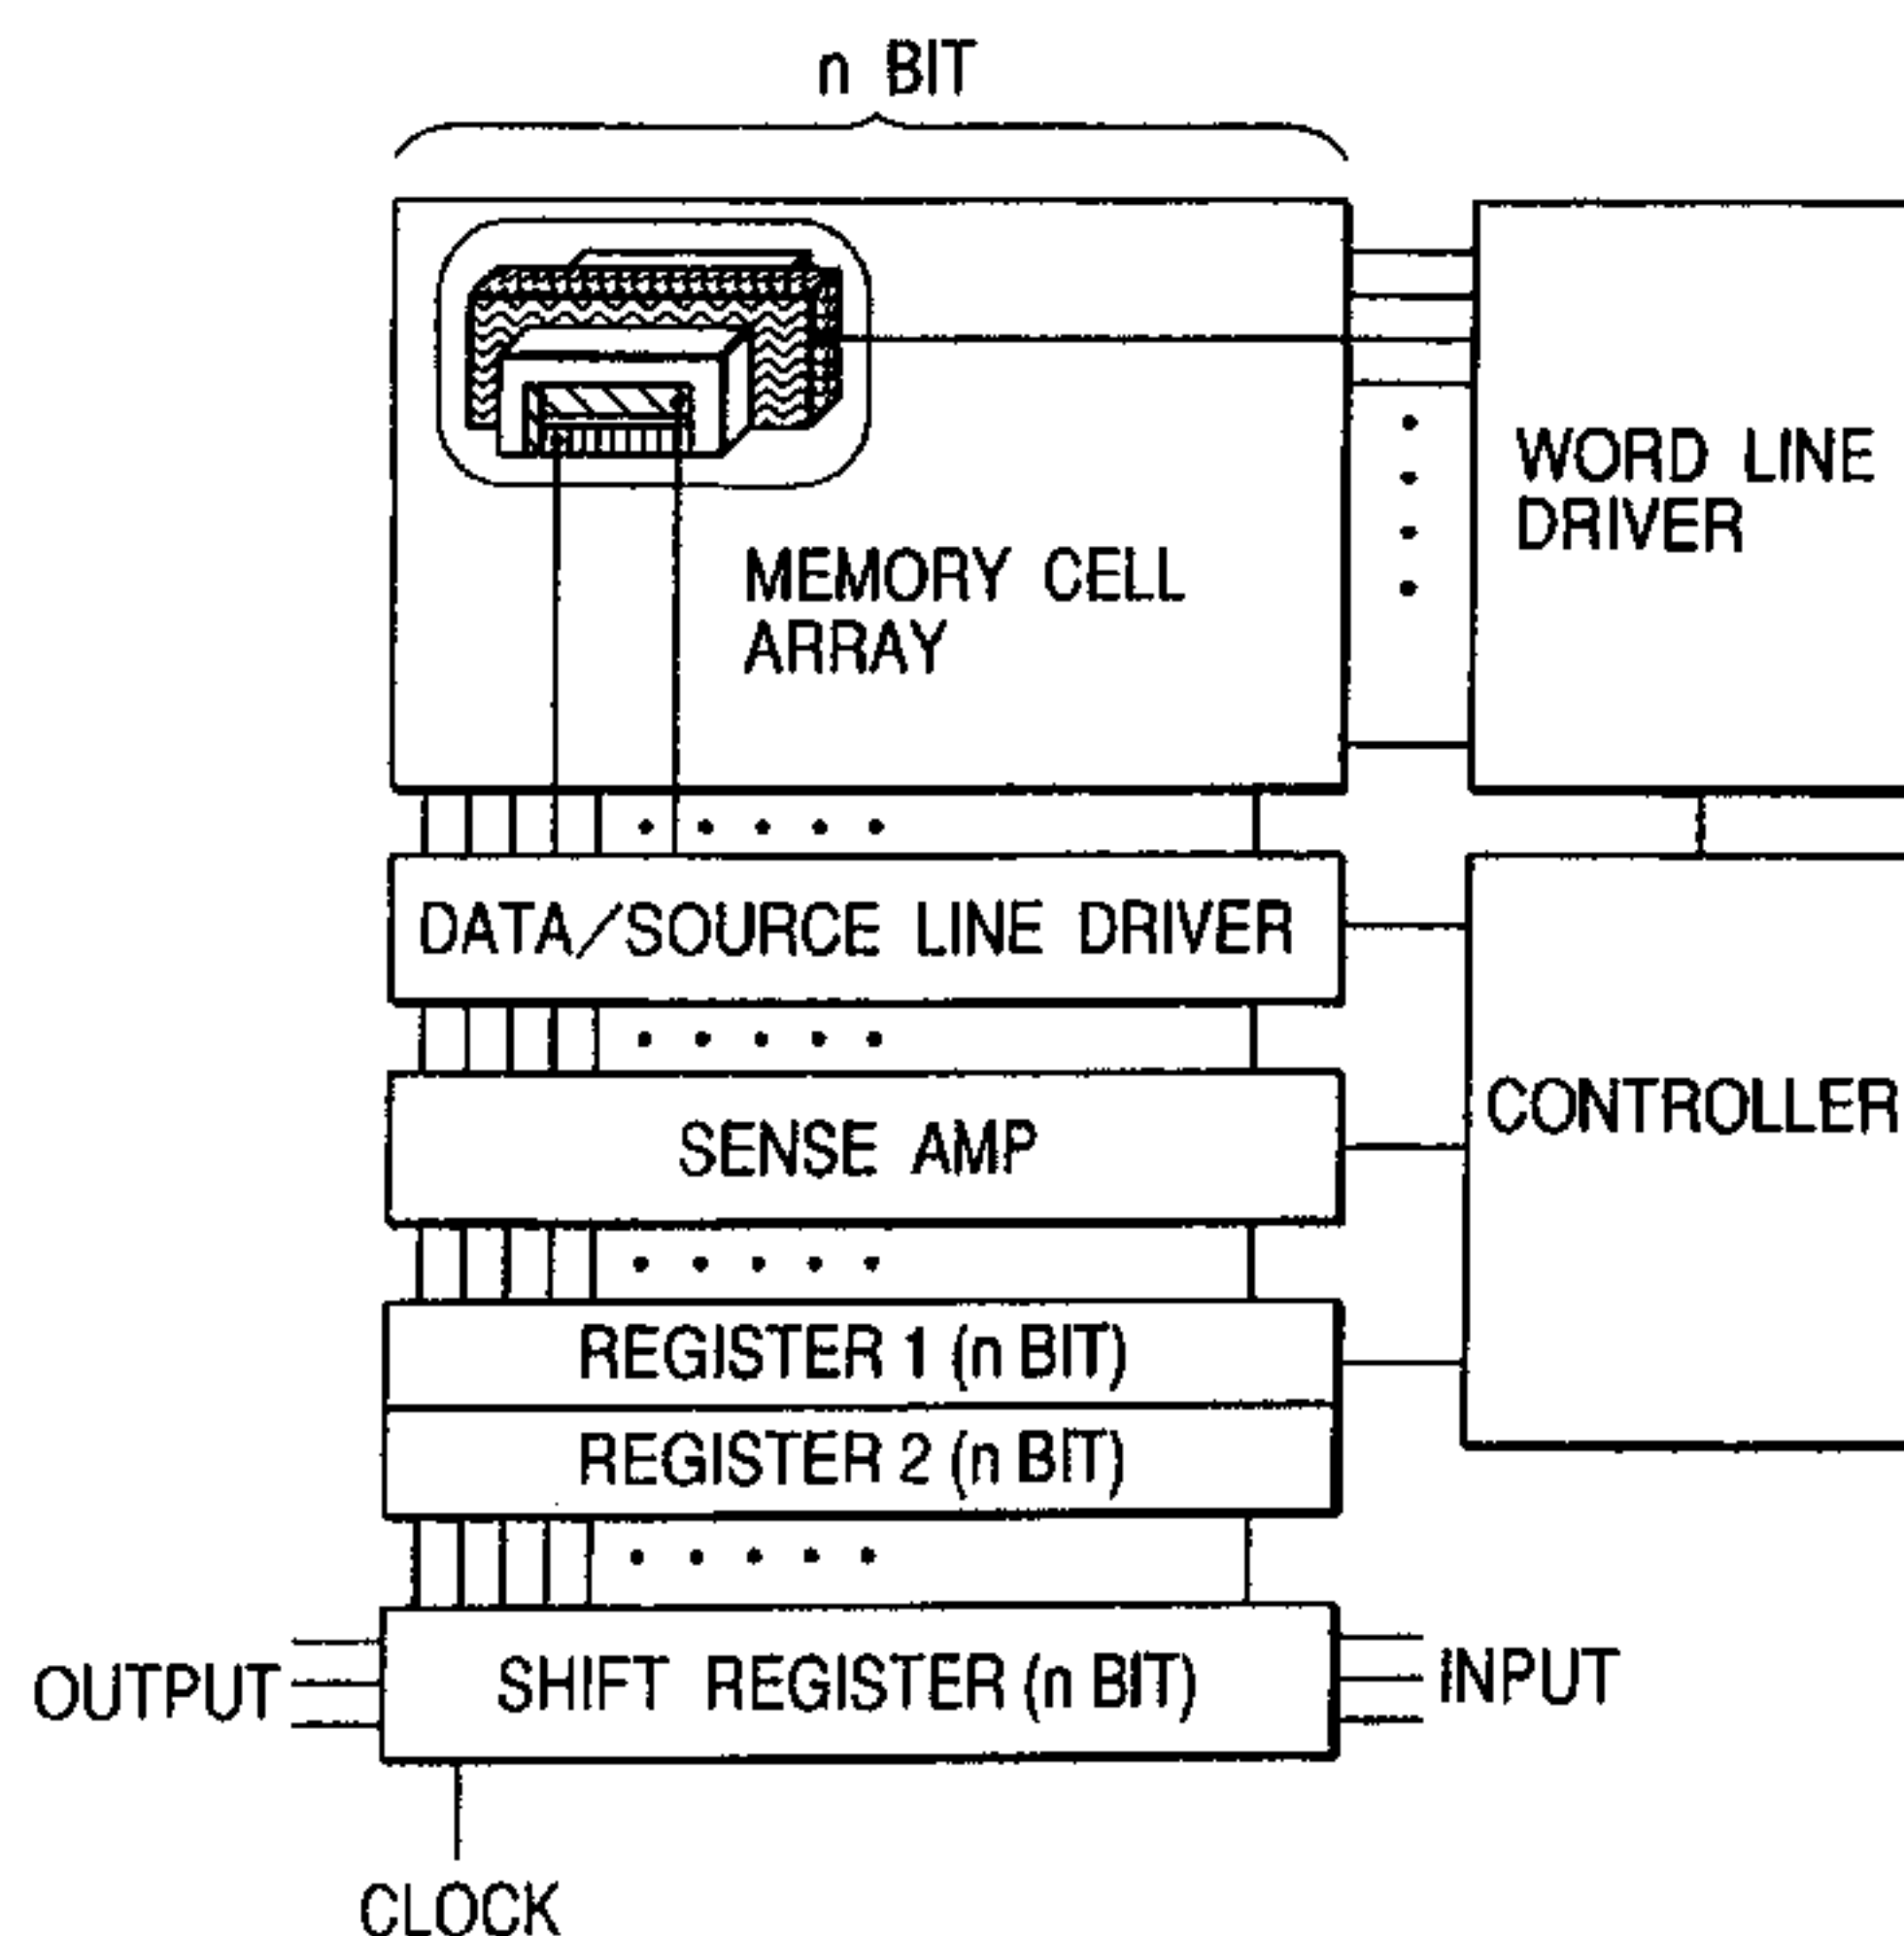 n BIT
WORD LINE
DRIVER
MEMORY CELL
ARRAY
DATA/SOURCE LINE DRIVER
CONTROLLER
SENSE AMP
REGISTER 1 (n BIT)
REGISTER 2 (n BIT)
OUTPUT
SHIFT REGISTER (n BIT)
INPUT
CLOCK